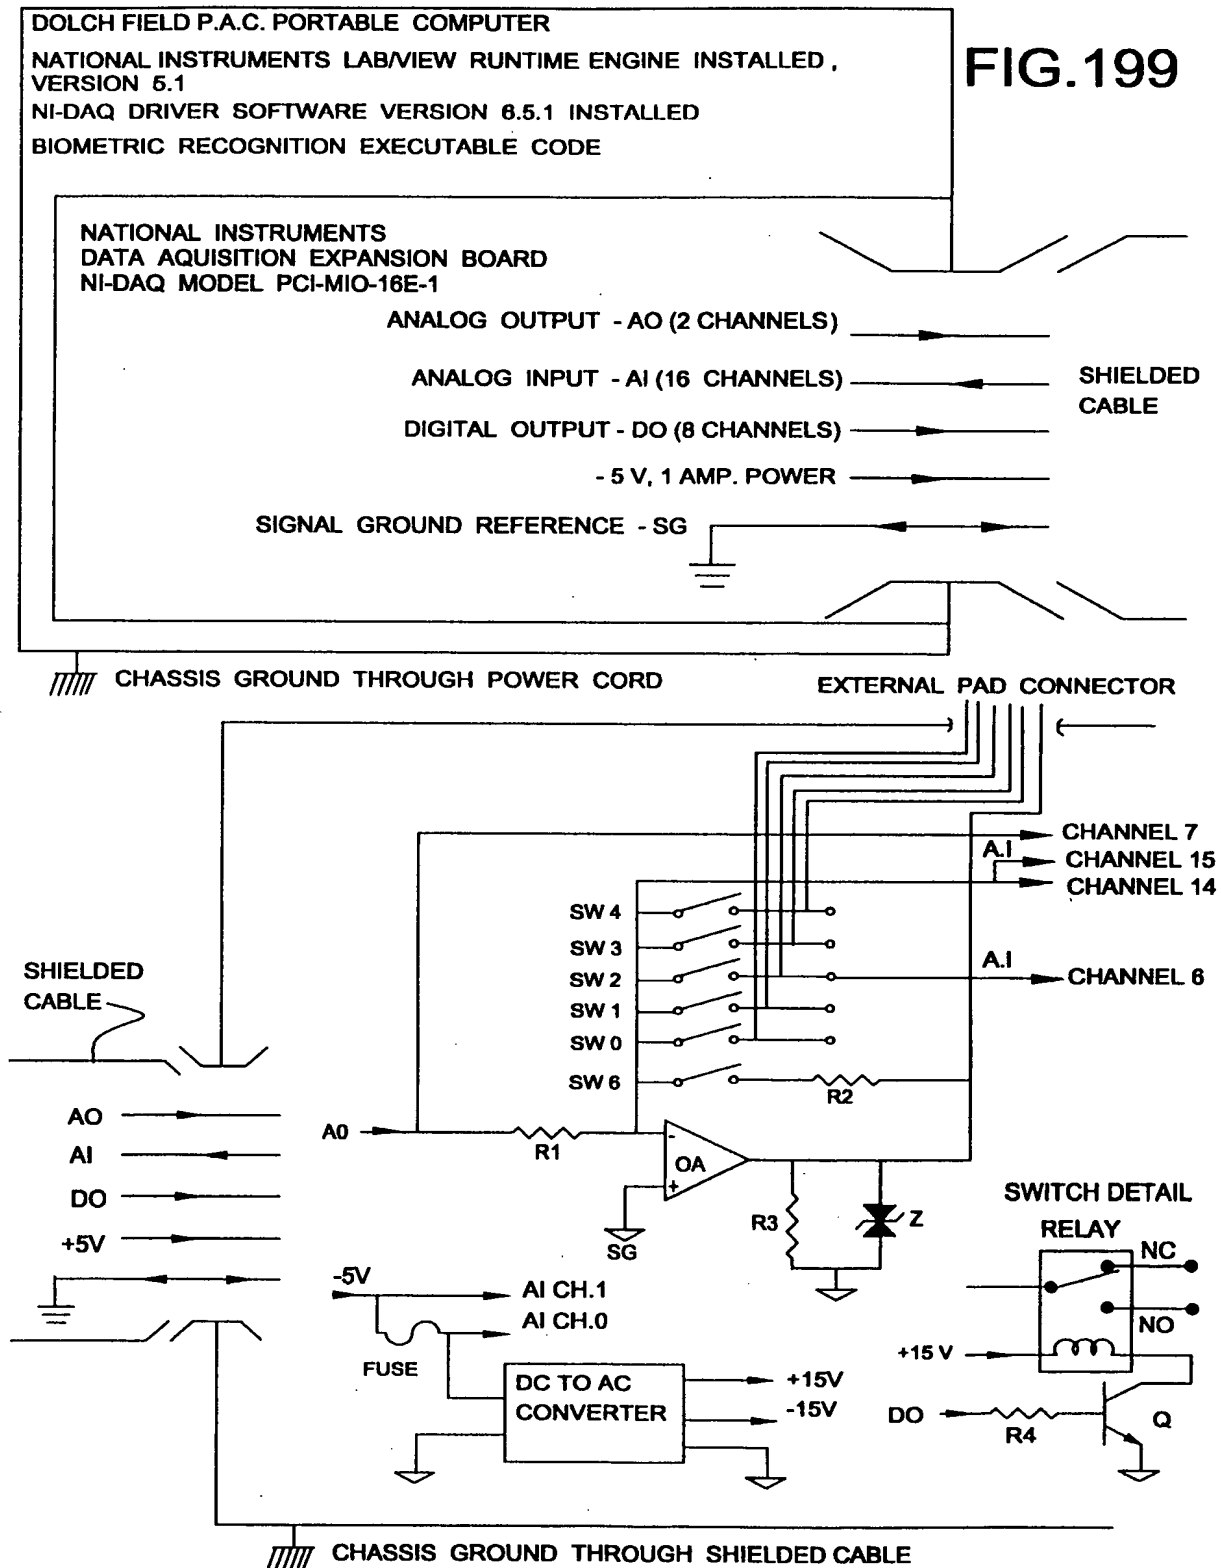 DOLCH FIELD P.A.C. PORTABLE COMPUTER
NATIONAL INSTRUMENTS LAB/VIEW RUNTIME ENGINE INSTALLED,
VERSION 5.1
NI-DAQ DRIVER SOFTWARE VERSION 6.5.1 INSTALLED
BIOMETRIC RECOGNITION EXECUTABLE CODE
FIG.199
NATIONAL INSTRUMENTS
DATA AQUISITION EXPANSION BOARD
NI-DAQ MODEL PCI-MIO-16E-1
ANALOG OUTPUT - AO (2 CHANNELS)
ANALOG INPUT - AI (16 CHANNELS)
DIGITAL OUTPUT - DO (8 CHANNELS)
- 5 V, 1 AMP. POWER
SIGNAL GROUND REFERENCE - SG
SHIELDED
CABLE
CHASSIS GROUND THROUGH POWER CORD
EXTERNAL PAD CONNECTOR
CHANNEL 7
A.I
CHANNEL 15
CHANNEL 14
SW 4
SW 3
SW 2
A.I
CHANNEL 6
SW 1
SW 0
SW 6
R2
SHIELDED
CABLE
AO
AI
DO
+5V
A0
R1
-
OA
+
SG
R3
Z
-5V
AI CH.1
AI CH.0
FUSE
DC TO AC
CONVERTER
+15V
-15V
SWITCH DETAIL
RELAY
NC
NO
+15 V
DO
R4
Q
CHASSIS GROUND THROUGH SHIELDED CABLE